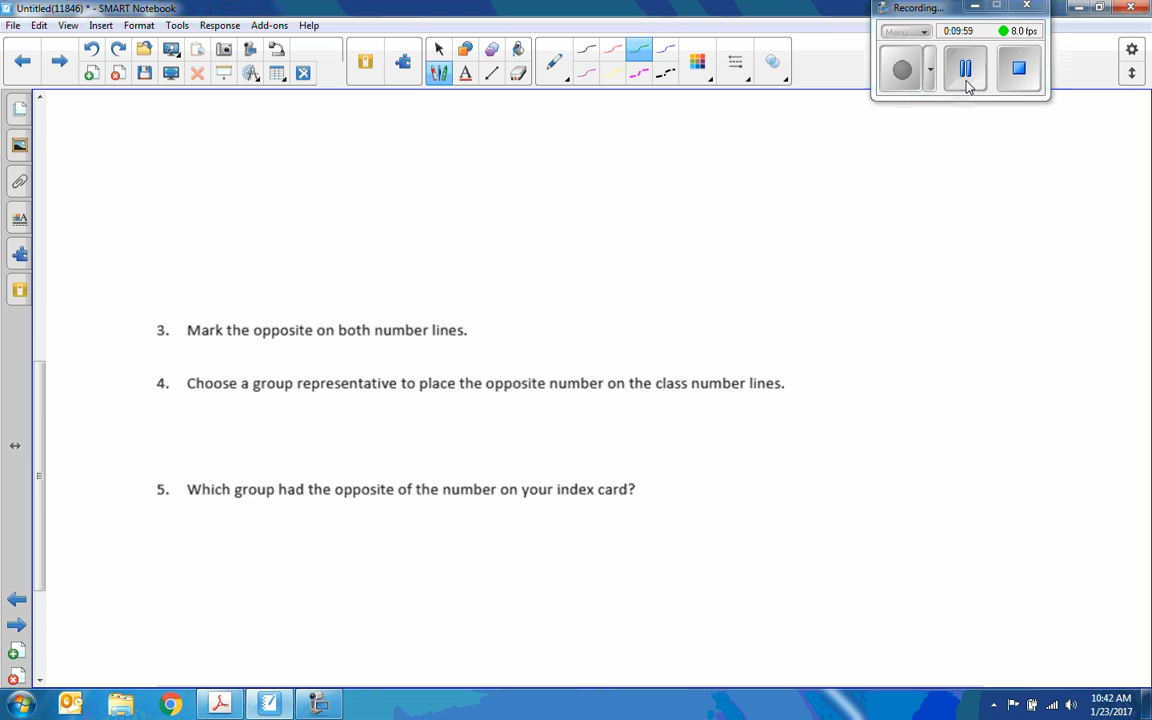 Untitled(11846) * - SMART Notebook
File Edit View Insert Format Tools Response Add-ons Help
Recording...
Menu 0:09:59 8.0 fps
3. Mark the opposite on both number lines.
4. Choose a group representative to place the opposite number on the class number lines.
5. Which group had the opposite of the number on your index card?
10:42 AM
1/23/2017